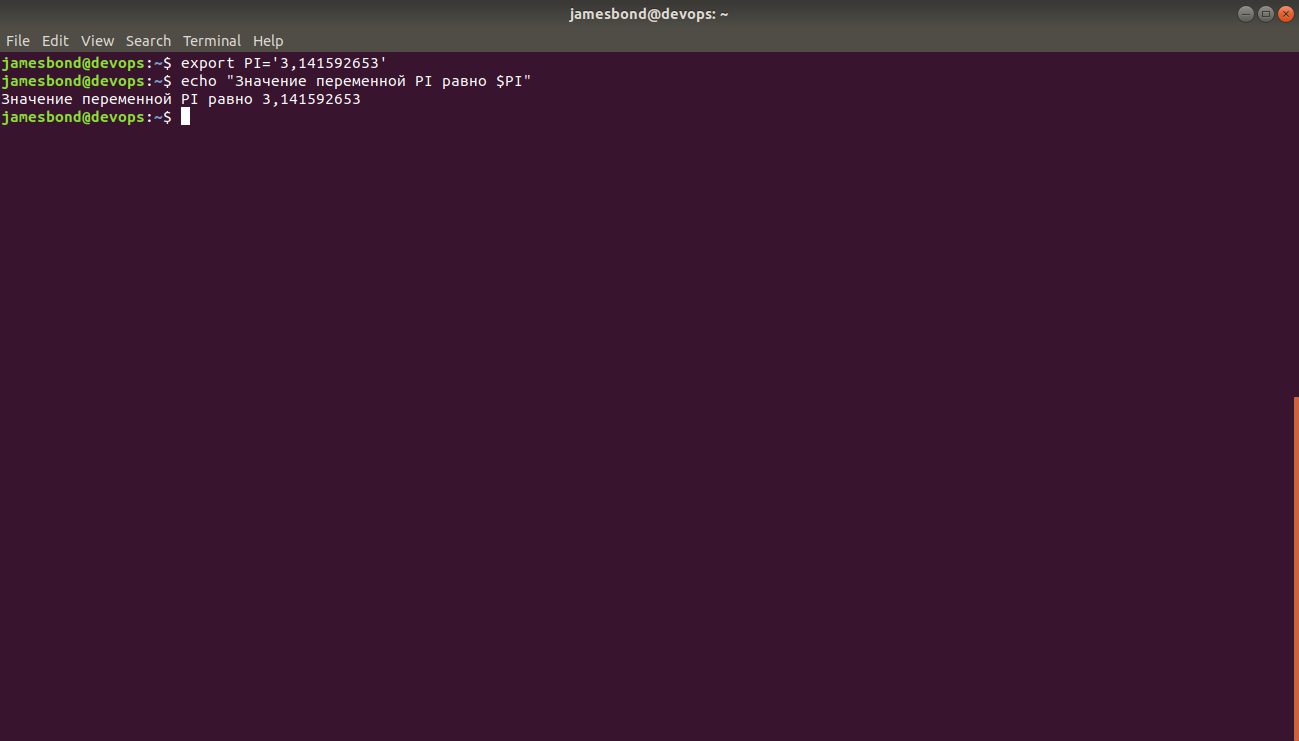 jamesbond@devops: ~
File Edit View Search Terminal Help
jamesbond@devops:~$ export PI='3,141592653'
jamesbond@devops:~$ echo "Значение переменной PI равно $PI"
Значение переменной PI равно 3,141592653
jamesbond@devops:~$